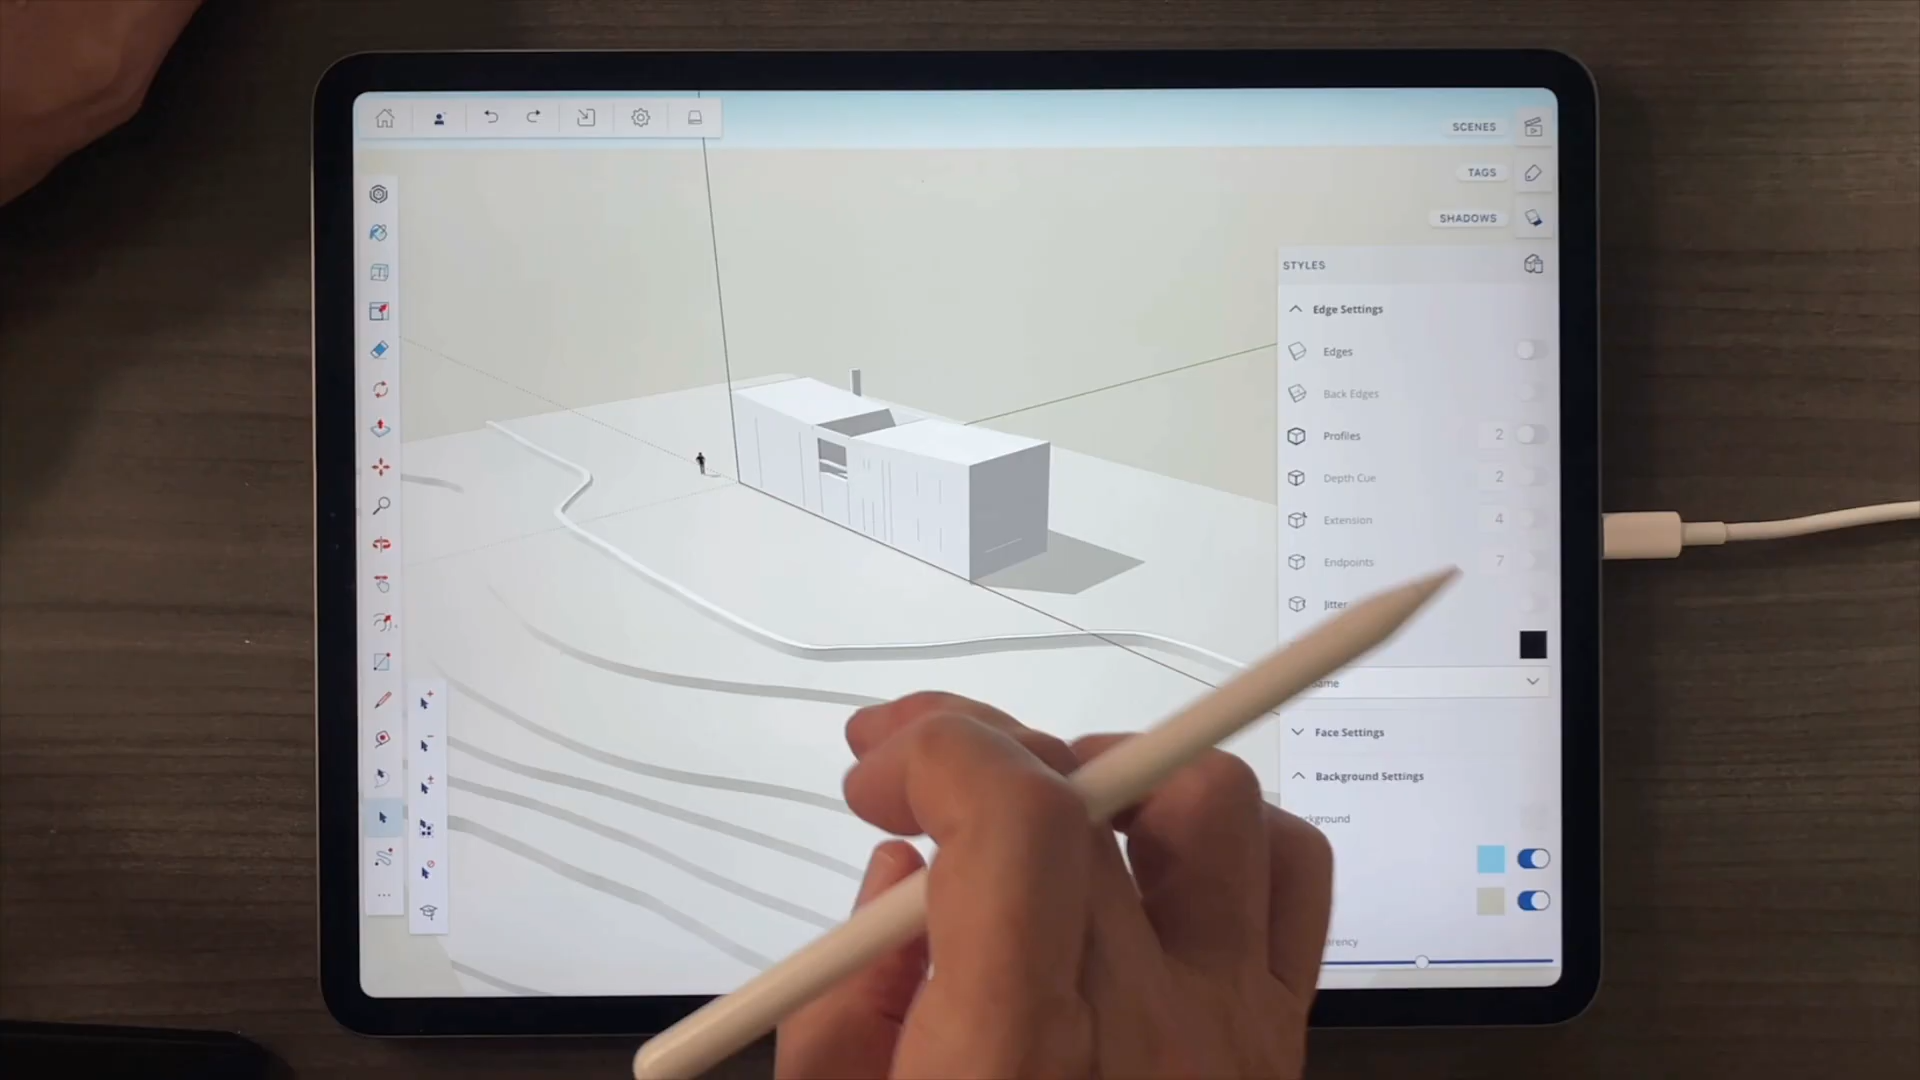 SCENES
TAGS
SHADOWS
STYLES
Edge Settings
Edges
Back Edges
Profiles 2
Depth Cue 2
Extension 4
Endpoints 7
Jitter
Same
Face Settings
Background Settings